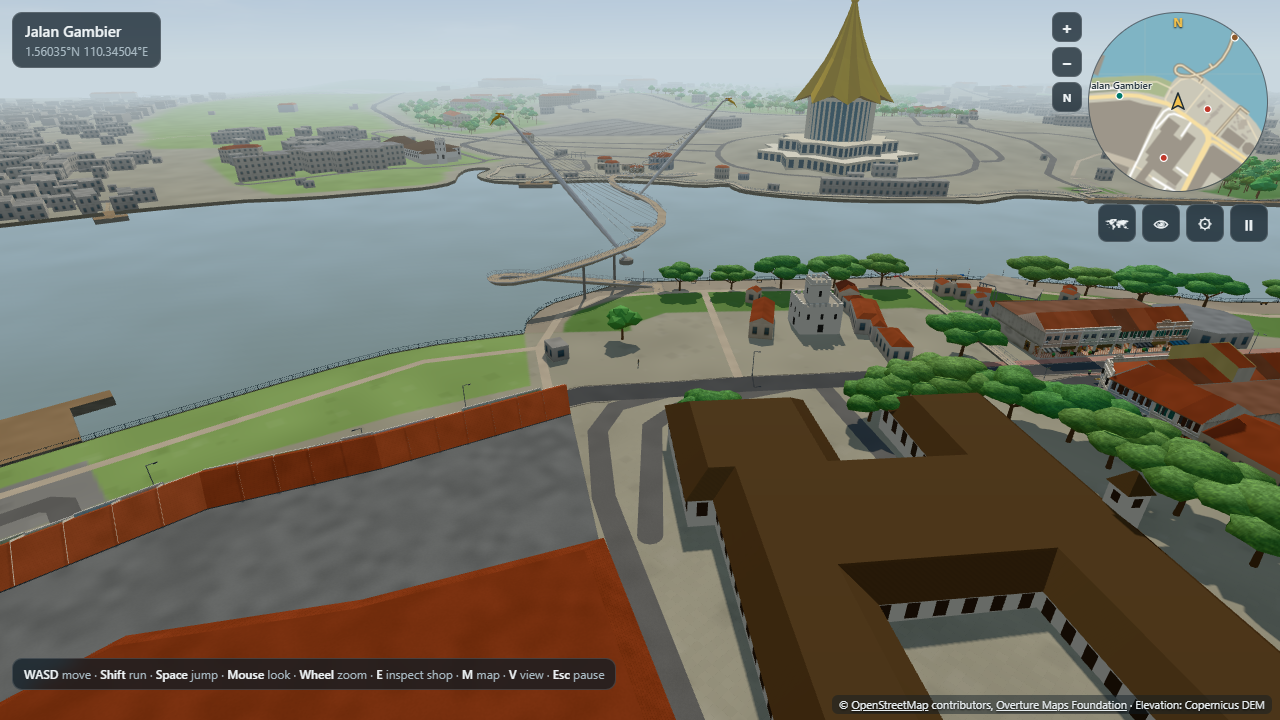 Jalan Gambier
1.56035°N 110.34504°E
+
−
N
N
alan Gambier
WASD move · Shift run · Space jump · Mouse look · Wheel zoom · E inspect shop · M map · V view · Esc pause
© OpenStreetMap contributors, Overture Maps Foundation · Elevation: Copernicus DEM